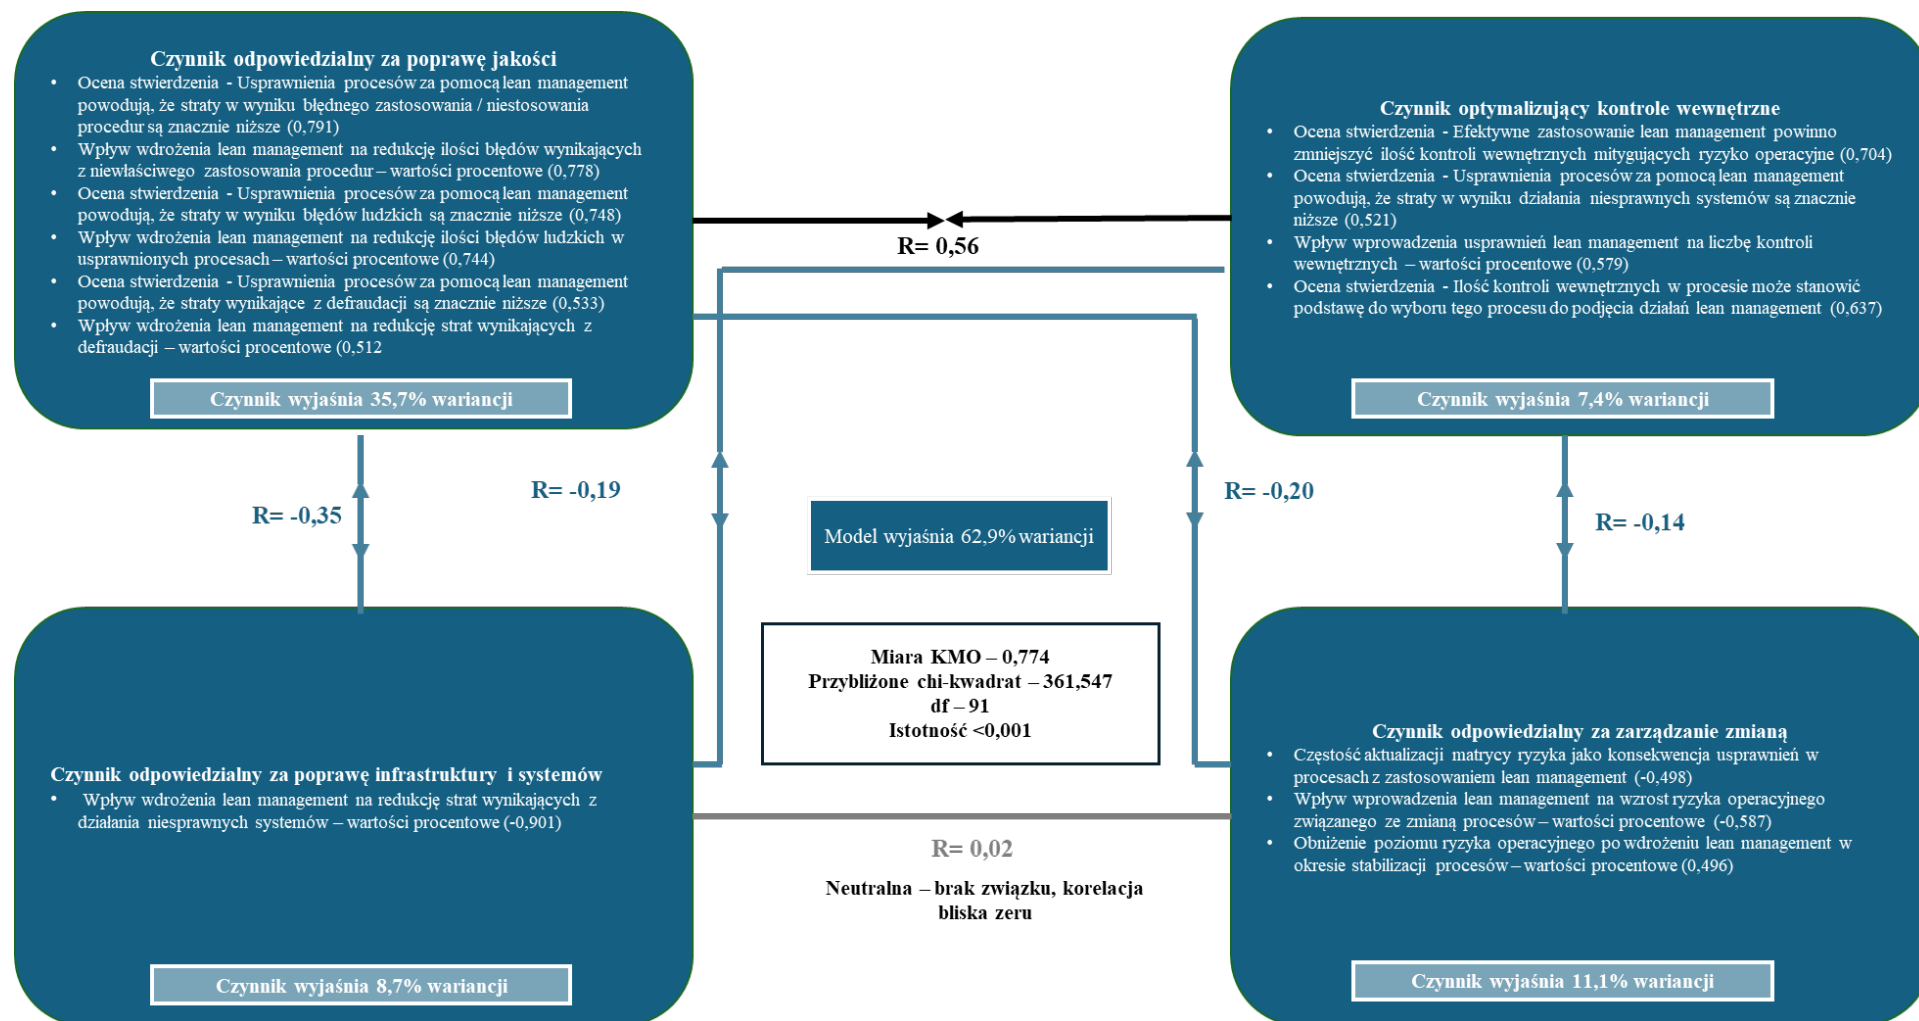 Czynnik odpowiedzialny za poprawę jakości
• Ocena stwierdzenia - Usprawnienia procesów za pomocą lean management
powodują, że straty w wyniku błędnego zastosowania / niestosowania
procedur są znacznie niższe (0,791)
• Wpływ wdrożenia lean management na redukcję ilości błędów wynikających
z niewłaściwego zastosowania procedur – wartości procentowe (0,778)
• Ocena stwierdzenia - Usprawnienia procesów za pomocą lean management
powodują, że straty w wyniku błędów ludzkich są znacznie niższe (0,748)
• Wpływ wdrożenia lean management na redukcję ilości błędów ludzkich w
usprawnionych procesach – wartości procentowe (0,744)
• Ocena stwierdzenia - Usprawnienia procesów za pomocą lean management
powodują, że straty wynikające z defraudacji są znacznie niższe (0,533)
• Wpływ wdrożenia lean management na redukcję strat wynikających z
defraudacji – wartości procentowe (0,512
Czynnik wyjaśnia 35,7% wariancji
Czynnik optymalizujący kontrole wewnętrzne
• Ocena stwierdzenia - Efektywne zastosowanie lean management powinno
zmniejszyć ilość kontroli wewnętrznych mitygujących ryzyko operacyjne (0,704)
• Ocena stwierdzenia - Usprawnienia procesów za pomocą lean management
powodują, że straty w wyniku działania niesprawnych systemów są znacznie
niższe (0,521)
• Wpływ wprowadzenia usprawnień lean management na liczbę kontroli
wewnętrznych – wartości procentowe (0,579)
• Ocena stwierdzenia - Ilość kontroli wewnętrznych w procesie może stanowić
podstawę do wyboru tego procesu do podjęcia działań lean management (0,637)
Czynnik wyjaśnia 7,4% wariancji
R= 0,56
R= -0,35
R= -0,19
R= -0,20
R= -0,14
Model wyjaśnia 62,9% wariancji
Miara KMO – 0,774
Przybliżone chi-kwadrat – 361,547
df – 91
Istotność <0,001
Czynnik odpowiedzialny za poprawę infrastruktury i systemów
• Wpływ wdrożenia lean management na redukcję strat wynikających z
działania niesprawnych systemów – wartości procentowe (-0,901)
Czynnik wyjaśnia 8,7% wariancji
R= 0,02
Neutralna – brak związku, korelacja
bliska zeru
Czynnik odpowiedzialny za zarządzanie zmianą
• Częstość aktualizacji matrycy ryzyka jako konsekwencja usprawnień w
procesach z zastosowaniem lean management (-0,498)
• Wpływ wprowadzenia lean management na wzrost ryzyka operacyjnego
związanego ze zmianą procesów – wartości procentowe (-0,587)
• Obniżenie poziomu ryzyka operacyjnego po wdrożeniu lean management w
okresie stabilizacji procesów – wartości procentowe (0,496)
Czynnik wyjaśnia 11,1% wariancji